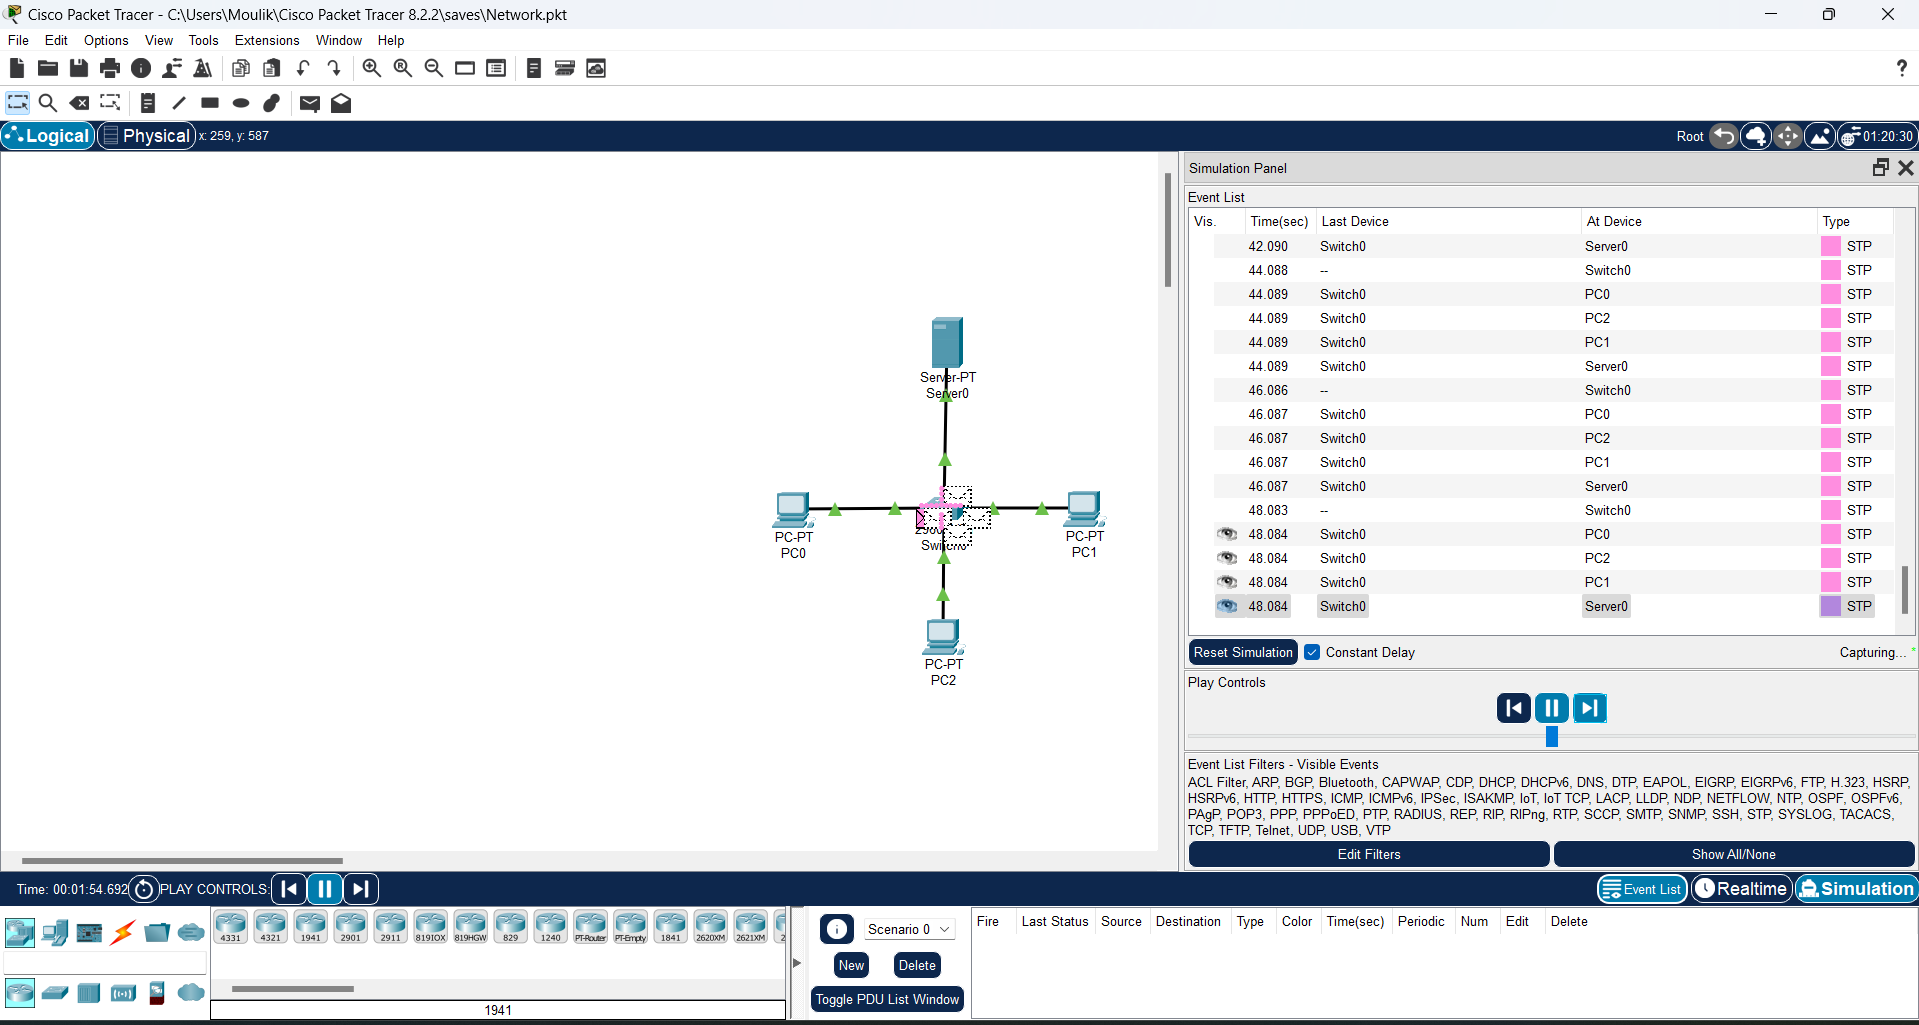 Cisco Packet Tracer - C:\Users\Moulik\Cisco Packet Tracer 8.2.2\saves\Network.pkt
File Edit Options View Tools Extensions Window Help
Logical Physical x: 259, y: 587 Root 01:20:30
Simulation Panel
Event List
Vis. Time(sec) Last Device At Device Type
42.090 Switch0 Server0 STP
44.088 -- Switch0 STP
44.089 Switch0 PC0 STP
44.089 Switch0 PC2 STP
44.089 Switch0 PC1 STP
44.089 Switch0 Server0 STP
46.086 -- Switch0 STP
46.087 Switch0 PC0 STP
46.087 Switch0 PC2 STP
46.087 Switch0 PC1 STP
46.087 Switch0 Server0 STP
48.083 -- Switch0 STP
48.084 Switch0 PC0 STP
48.084 Switch0 PC2 STP
48.084 Switch0 PC1 STP
48.084 Switch0 Server0 STP
Server-PT
Server0
PC-PT
PC0
PC-PT
PC1
PC-PT
PC2
Reset Simulation Constant Delay Capturing...
Play Controls
Event List Filters - Visible Events
ACL Filter, ARP, BGP, Bluetooth, CAPWAP, CDP, DHCP, DHCPv6, DNS, DTP, EAPOL, EIGRP, EIGRPv6, FTP, H.323, HSRP,
HSRPv6, HTTP, HTTPS, ICMP, ICMPv6, IPSec, ISAKMP, IoT, IoT TCP, LACP, LLDP, NDP, NETFLOW, NTP, OSPF, OSPFv6,
PAgP, POP3, PPP, PPPoED, PTP, RADIUS, REP, RIP, RIPng, RTP, SCCP, SMTP, SNMP, SSH, STP, SYSLOG, TACACS,
TCP, TFTP, Telnet, UDP, USB, VTP
Edit Filters Show All/None
Time: 00:01:54.692 PLAY CONTROLS: Event List Realtime Simulation
4331 4321 1941 2901 2911 819IOX 819HGW 829 1240 PT-Router PT-Empty 1841 2620XM 2621XM 2
1941
Scenario 0
New Delete
Toggle PDU List Window
Fire Last Status Source Destination Type Color Time(sec) Periodic Num Edit Delete